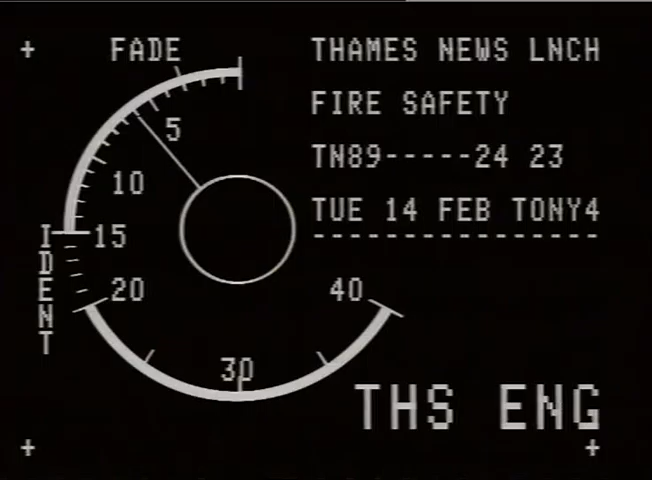 FADE
THAMES NEWS LNCH
FIRE SAFETY
TN89-----24 23
TUE 14 FEB TONY4
----------------
5
10
15
20
30
40
IDENT
THS ENG